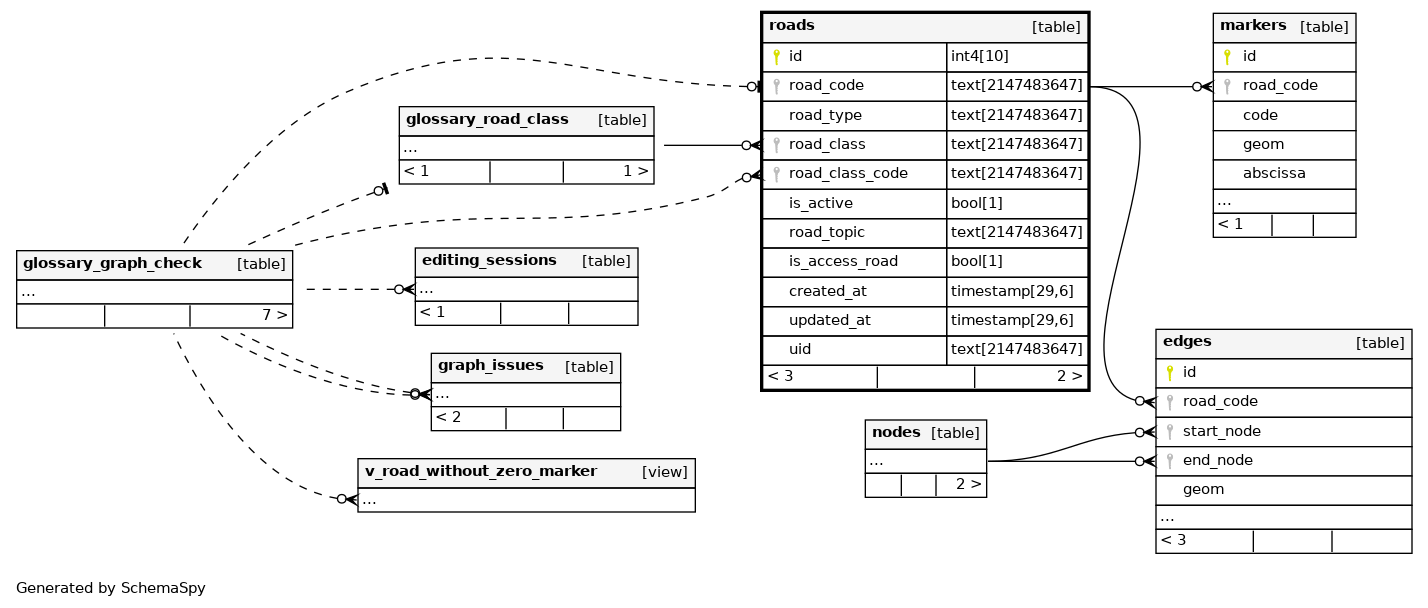 roads [table]
id int4[10]
road_code text[2147483647]
road_type text[2147483647]
road_class text[2147483647]
road_class_code text[2147483647]
is_active bool[1]
road_topic text[2147483647]
is_access_road bool[1]
created_at timestamp[29,6]
updated_at timestamp[29,6]
uid text[2147483647]
< 3 2 >
markers [table]
id
road_code
code
geom
abscissa
...
< 1
glossary_road_class [table]
...
< 1 1 >
glossary_graph_check [table]
...
7 >
editing_sessions [table]
...
< 1
graph_issues [table]
...
< 2
v_road_without_zero_marker [view]
...
nodes [table]
...
2 >
edges [table]
id
road_code
start_node
end_node
geom
...
< 3
Generated by SchemaSpy